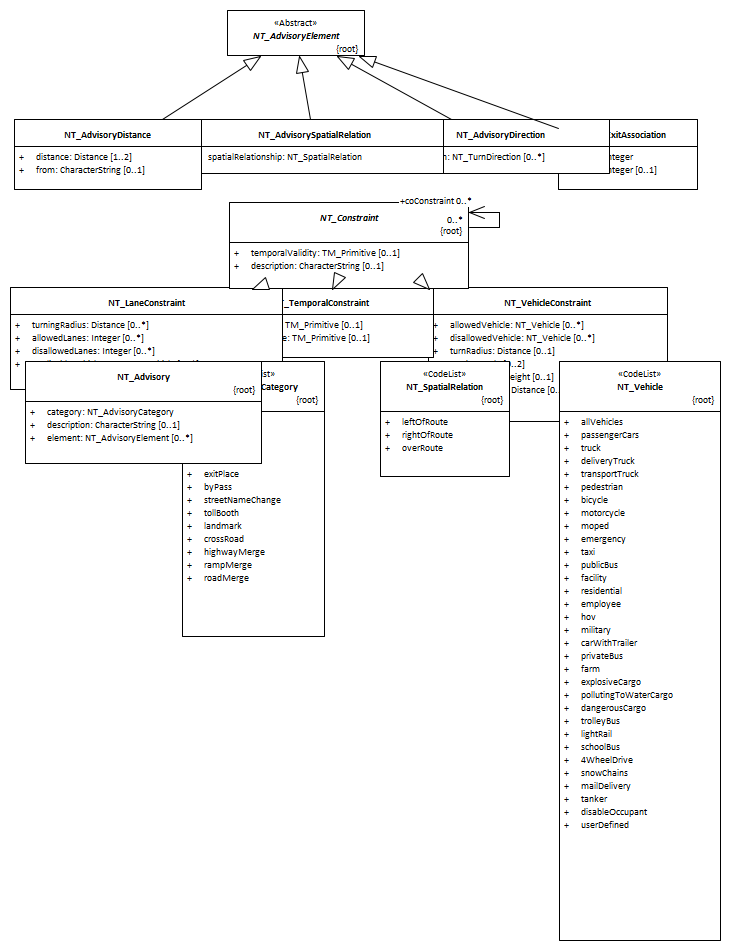 «Abstract»
NT_AdvisoryElement
{root}
NT_AdvisoryDistance
+ distance: Distance [1..2]
+ from: CharacterString [0..1]
NT_AdvisorySpatialRelation
spatialRelationship: NT_SpatialRelation
NT_AdvisoryDirection
: NT_TurnDirection [0..*]
xitAssociation
nteger
nteger [0..1]
+coConstraint 0..*
NT_Constraint
0..*
{root}
+ temporalValidity: TM_Primitive [0..1]
+ description: CharacterString [0..1]
NT_LaneConstraint
+ turningRadius: Distance [0..*]
+ allowedLanes: Integer [0..*]
+ disallowedLanes: Integer [0..*]
+
_TemporalConstraint
TM_Primitive [0..1]
e: TM_Primitive [0..1]
NT_VehicleConstraint
+ allowedVehicle: NT_Vehicle [0..*]
+ disallowedVehicle: NT_Vehicle [0..*]
+ turnRadius: Distance [0..1]
..2]
eight [0..1]
Distance [0..
NT_Advisory
{root}
+ category: NT_AdvisoryCategory
+ description: CharacterString [0..1]
+ element: NT_AdvisoryElement [0..*]
ist»
Category
{root}
+ exitPlace
+ byPass
+ streetNameChange
+ tollBooth
+ landmark
+ crossRoad
+ highwayMerge
+ rampMerge
+ roadMerge
«CodeList»
NT_SpatialRelation
{root}
+ leftOfRoute
+ rightOfRoute
+ overRoute
«CodeList»
NT_Vehicle
{root}
+ allVehicles
+ passengerCars
+ truck
+ deliveryTruck
+ transportTruck
+ pedestrian
+ bicycle
+ motorcycle
+ moped
+ emergency
+ taxi
+ publicBus
+ facility
+ residential
+ employee
+ hov
+ military
+ carWithTrailer
+ privateBus
+ farm
+ explosiveCargo
+ pollutingToWaterCargo
+ dangerousCargo
+ trolleyBus
+ lightRail
+ schoolBus
+ 4WheelDrive
+ snowChains
+ mailDelivery
+ tanker
+ disableOccupant
+ userDefined